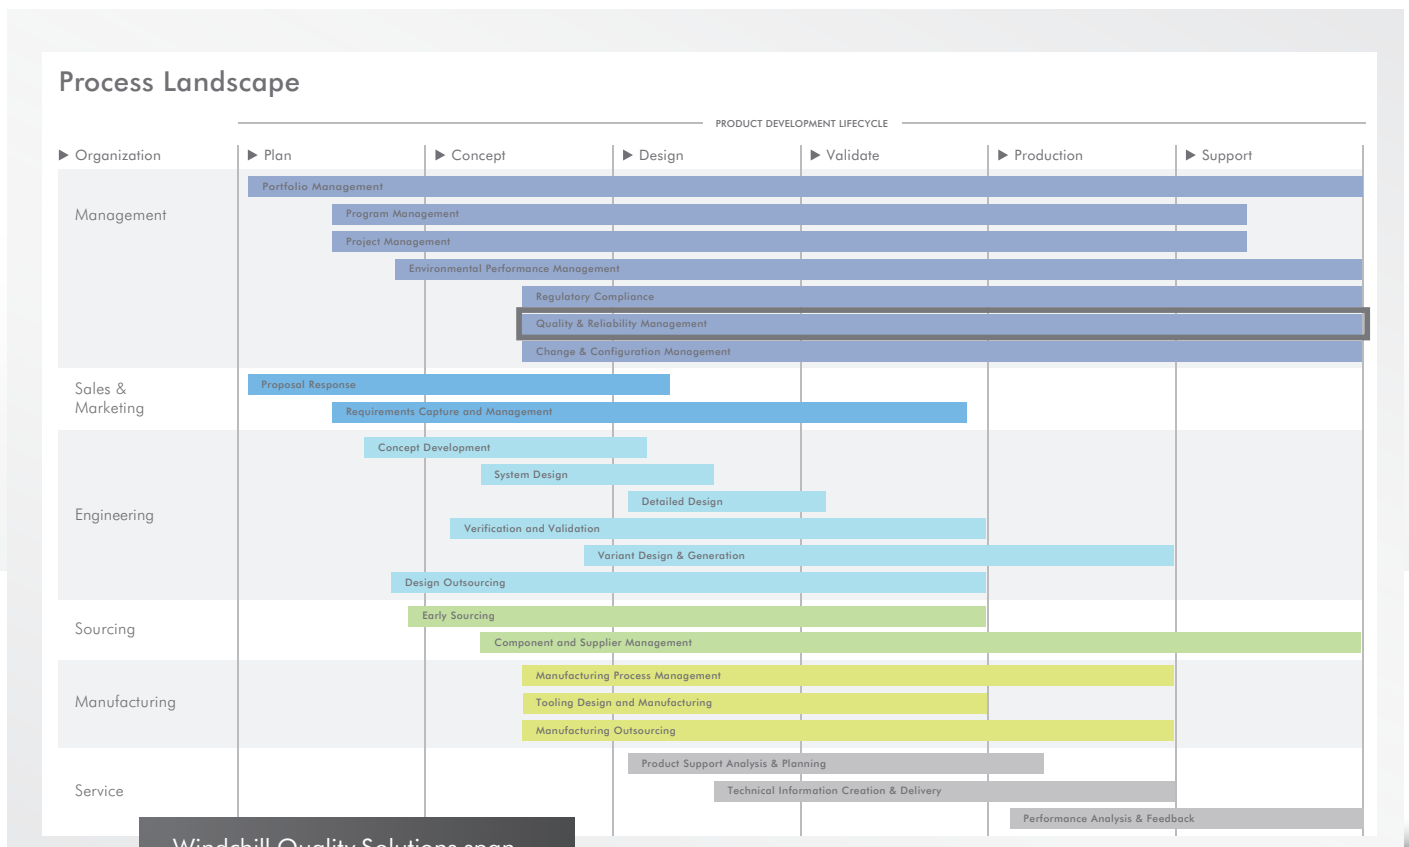 Process Landscape
PRODUCT DEVELOPMENT LIFECYCLE
Organization
Plan
Concept
Design
Validate
Production
Support
Management
Portfolio Management
Program Management
Project Management
Environmental Performance Management
Regulatory Compliance
Quality & Reliability Management
Change & Configuration Management
Sales &
Marketing
Proposal Response
Requirements Capture and Management
Engineering
Concept Development
System Design
Detailed Design
Verification and Validation
Variant Design & Generation
Design Outsourcing
Sourcing
Early Sourcing
Component and Supplier Management
Manufacturing
Manufacturing Process Management
Tooling Design and Manufacturing
Manufacturing Outsourcing
Service
Product Support Analysis & Planning
Technical Information Creation & Delivery
Performance Analysis & Feedback
Windchill Quality Solutions span